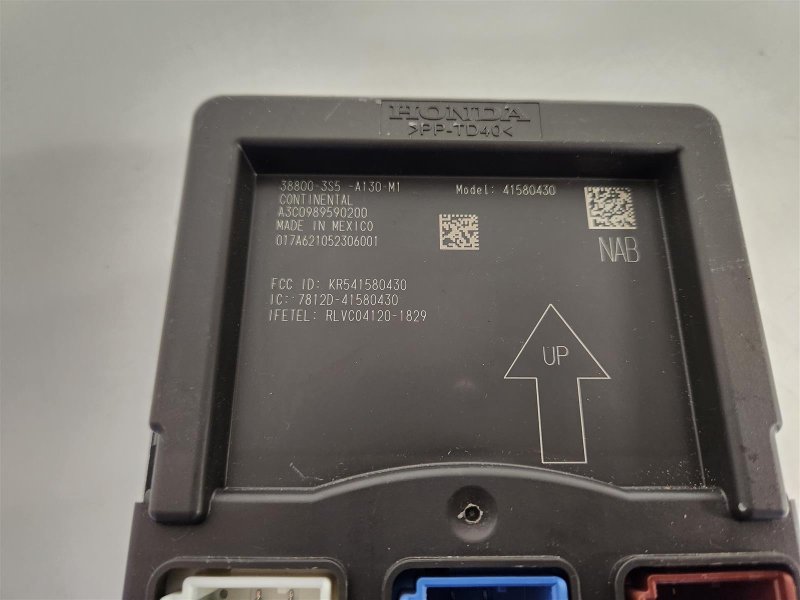 HONDA
>PP-TD40<
38800-3S5 -A130-M1
Model: 41580430
CONTINENTAL
A3C0989590200
MADE IN MEXICO
017A621052306001
NAB
FCC ID: KR541580430
IC: 7812D-41580430
IFETEL: RLVC04120-1829
UP